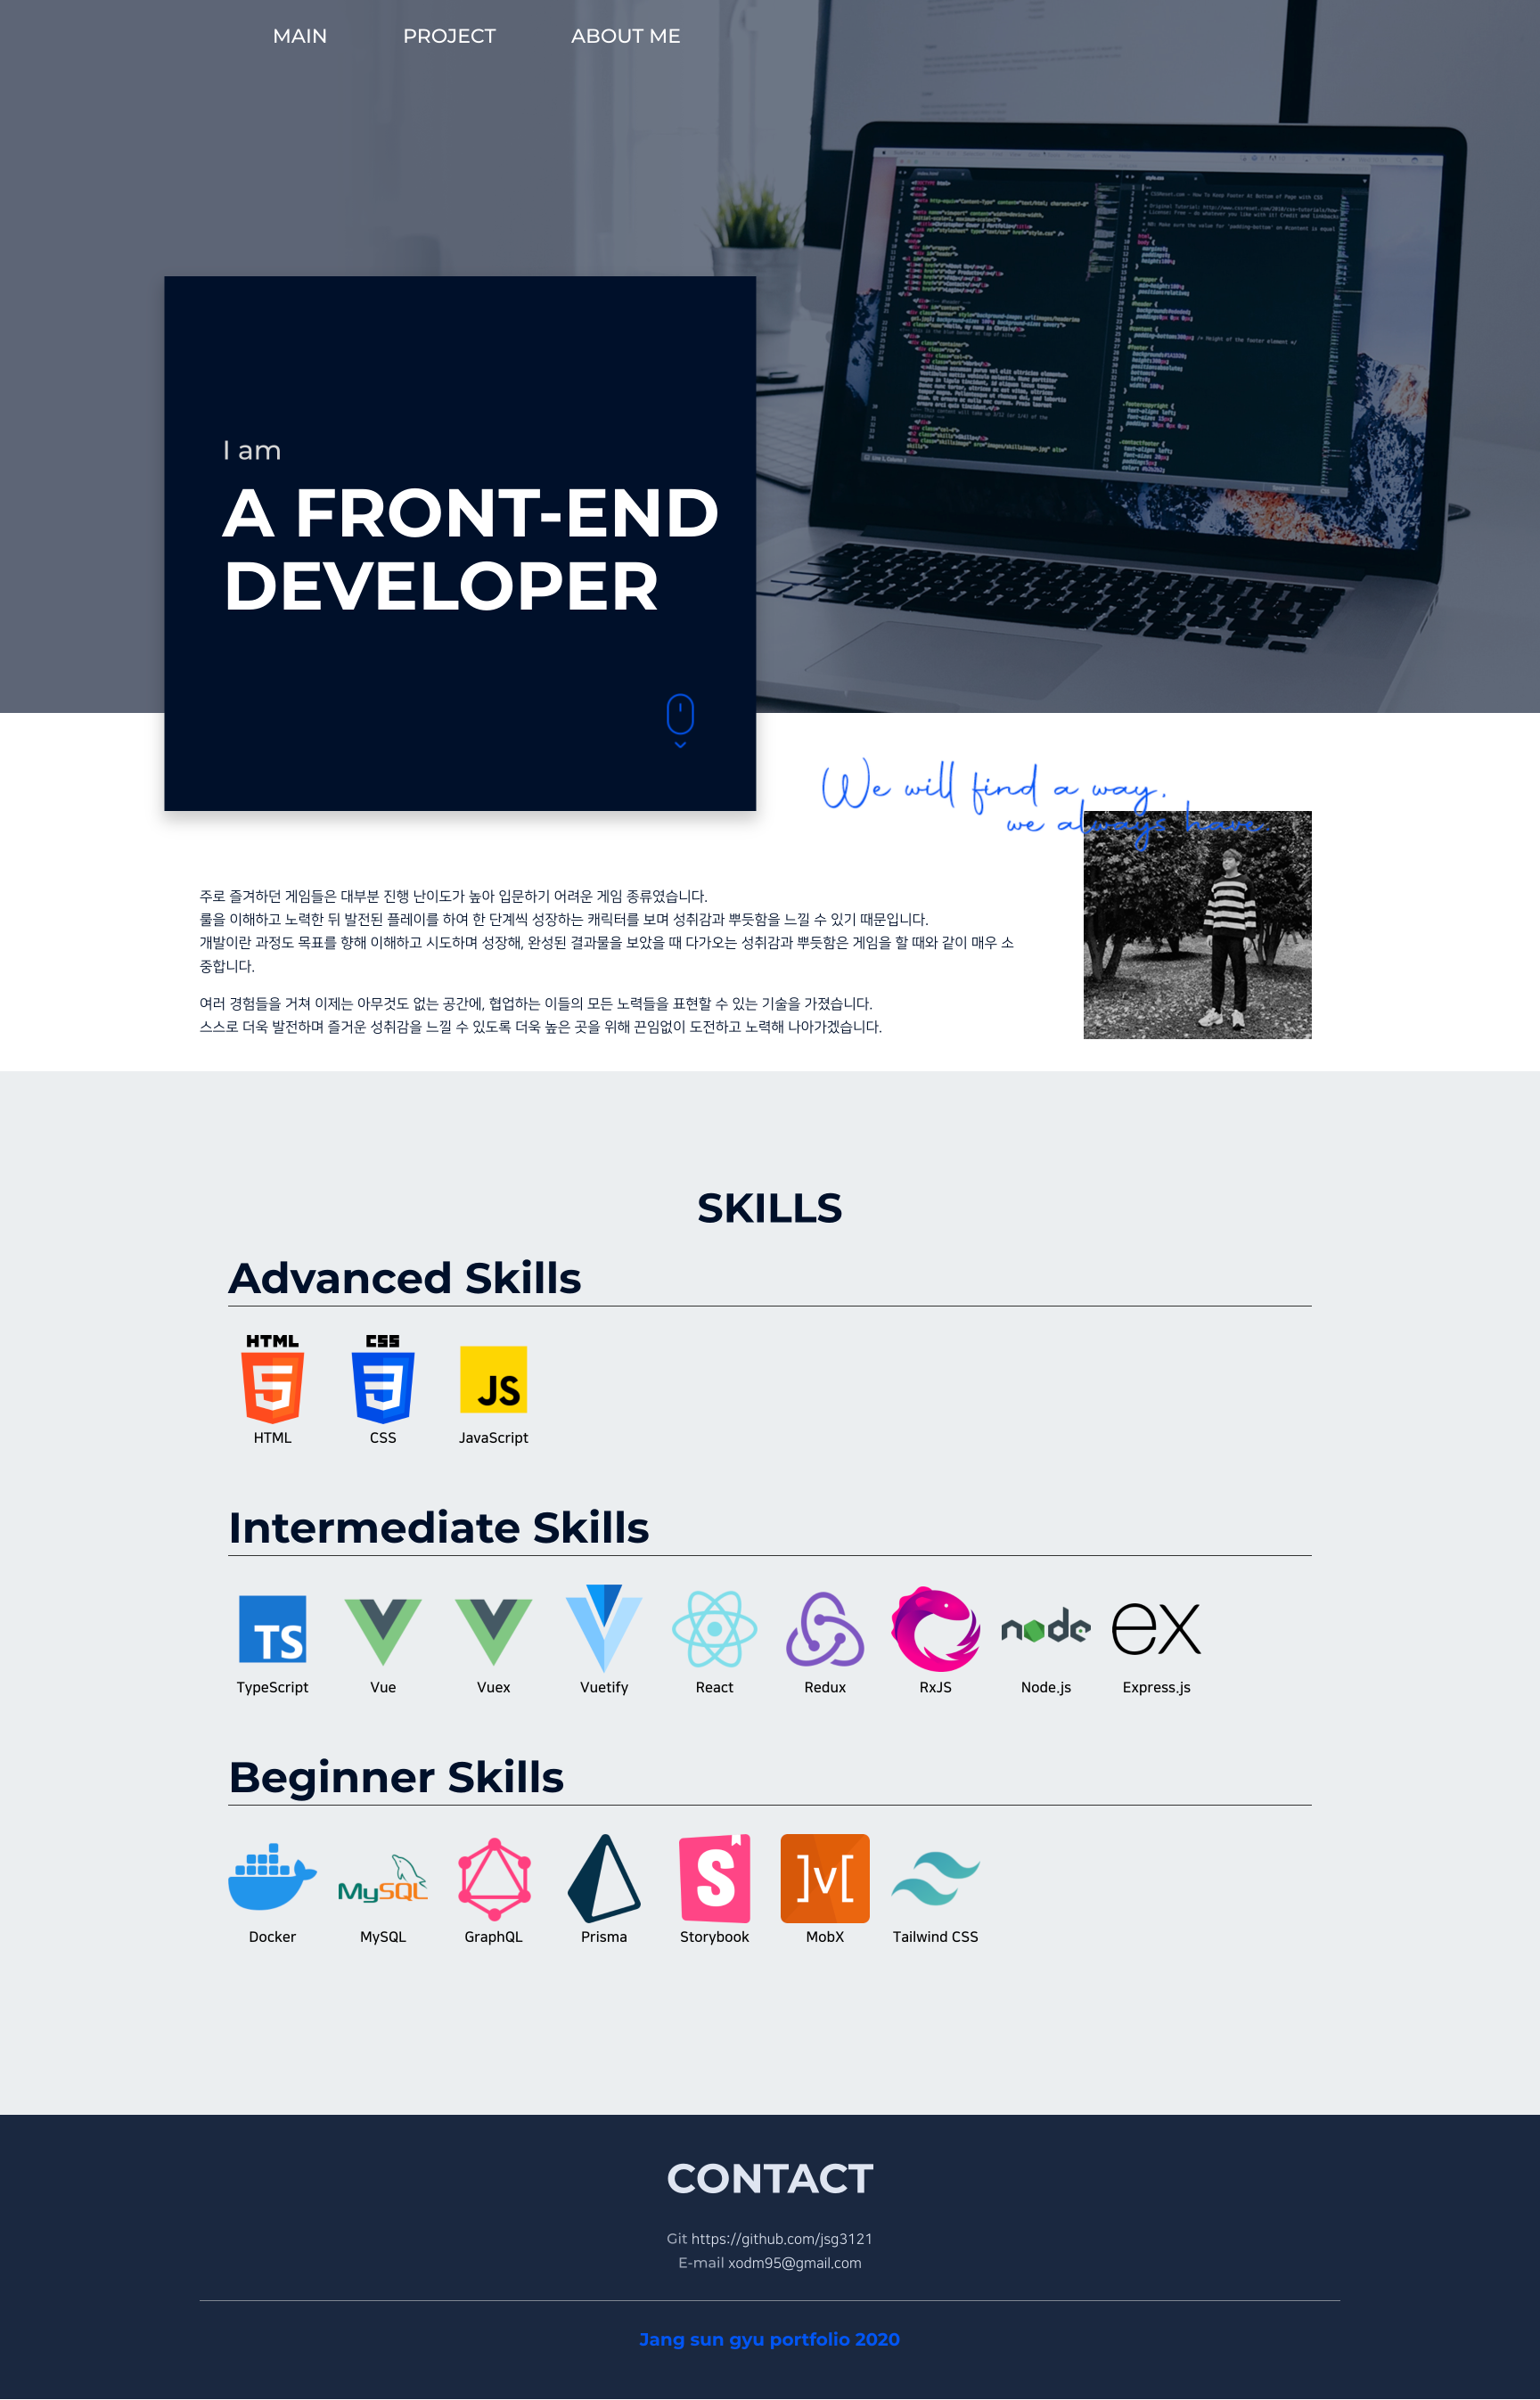 MAIN PROJECT ABOUT ME
I am
A FRONT-END
DEVELOPER
We will find a way.
we always have
주로 즐겨하던 게임들은 대부분 진행 난이도가 높아 입문하기 어려운 게임 종류였습니다.
룰을 이해하고 노력한 뒤 발전된 플레이를 하여 한 단계씩 성장하는 캐릭터를 보며 성취감과 뿌듯함을 느낄 수 있기 때문입니다.
개발이란 과정도 목표를 향해 이해하고 시도하며 성장해, 완성된 결과물을 보았을 때 다가오는 성취감과 뿌듯함은 게임을 할 때와 같이 매우 소
중합니다.
여러 경험들을 거쳐 이제는 아무것도 없는 공간에, 협업하는 이들의 모든 노력들을 표현할 수 있는 기술을 가졌습니다.
스스로 더욱 발전하며 즐거운 성취감을 느낄 수 있도록 더욱 높은 곳을 위해 끈임없이 도전하고 노력해 나아가겠습니다.
SKILLS
Advanced Skills
HTML CSS JS
HTML CSS JavaScript
Intermediate Skills
TS node ex
TypeScript Vue Vuex Vuetify React Redux RxJS Node.js Express.js
Beginner Skills
MySQL S ]v[
Docker MySQL GraphQL Prisma Storybook MobX Tailwind CSS
CONTACT
Git https://github.com/jsg3121
E-mail xodm95@gmail.com
Jang sun gyu portfolio 2020